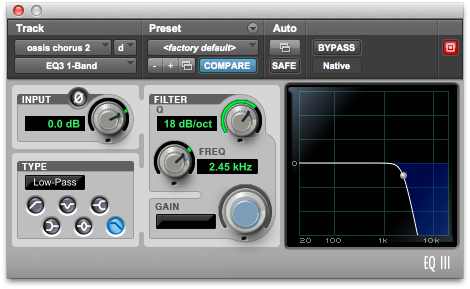 Track Preset Auto
oasis chorus 2 d <factory default> BYPASS
EQ3 1-Band - + COMPARE SAFE Native
INPUT Ø FILTER
Q
0.0 dB 18 dB/oct
FREQ
2.45 kHz
TYPE
Low-Pass
GAIN
0
20 100 1k 10k
EQ III